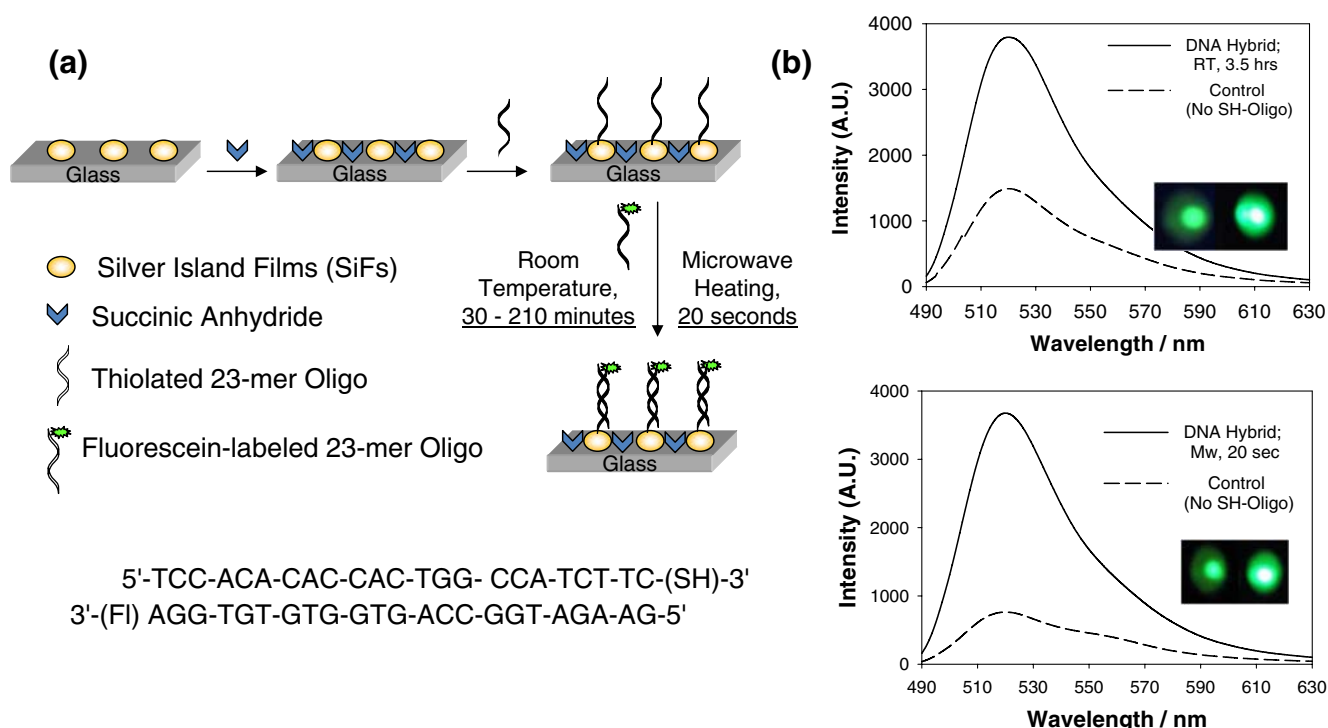 (a)
Glass
Glass
Glass
Room
Temperature,
30 - 210 minutes
Microwave
Heating,
20 seconds
Silver Island Films (SiFs)
Succinic Anhydride
Thiolated 23-mer Oligo
Fluorescein-labeled 23-mer Oligo
Glass
5'-TCC-ACA-CAC-CAC-TGG- CCA-TCT-TC-(SH)-3'
3'-(Fl) AGG-TGT-GTG-GTG-ACC-GGT-AGA-AG-5'
(b)
Intensity (A.U.)
4000
3000
2000
1000
0
DNA Hybrid;
RT, 3.5 hrs
Control
(No SH-Oligo)
490 510 530 550 570 590 610 630
Wavelength / nm
Intensity (A.U.)
4000
3000
2000
1000
0
DNA Hybrid;
Mw, 20 sec
Control
(No SH-Oligo)
490 510 530 550 570 590 610 630
Wavelength / nm